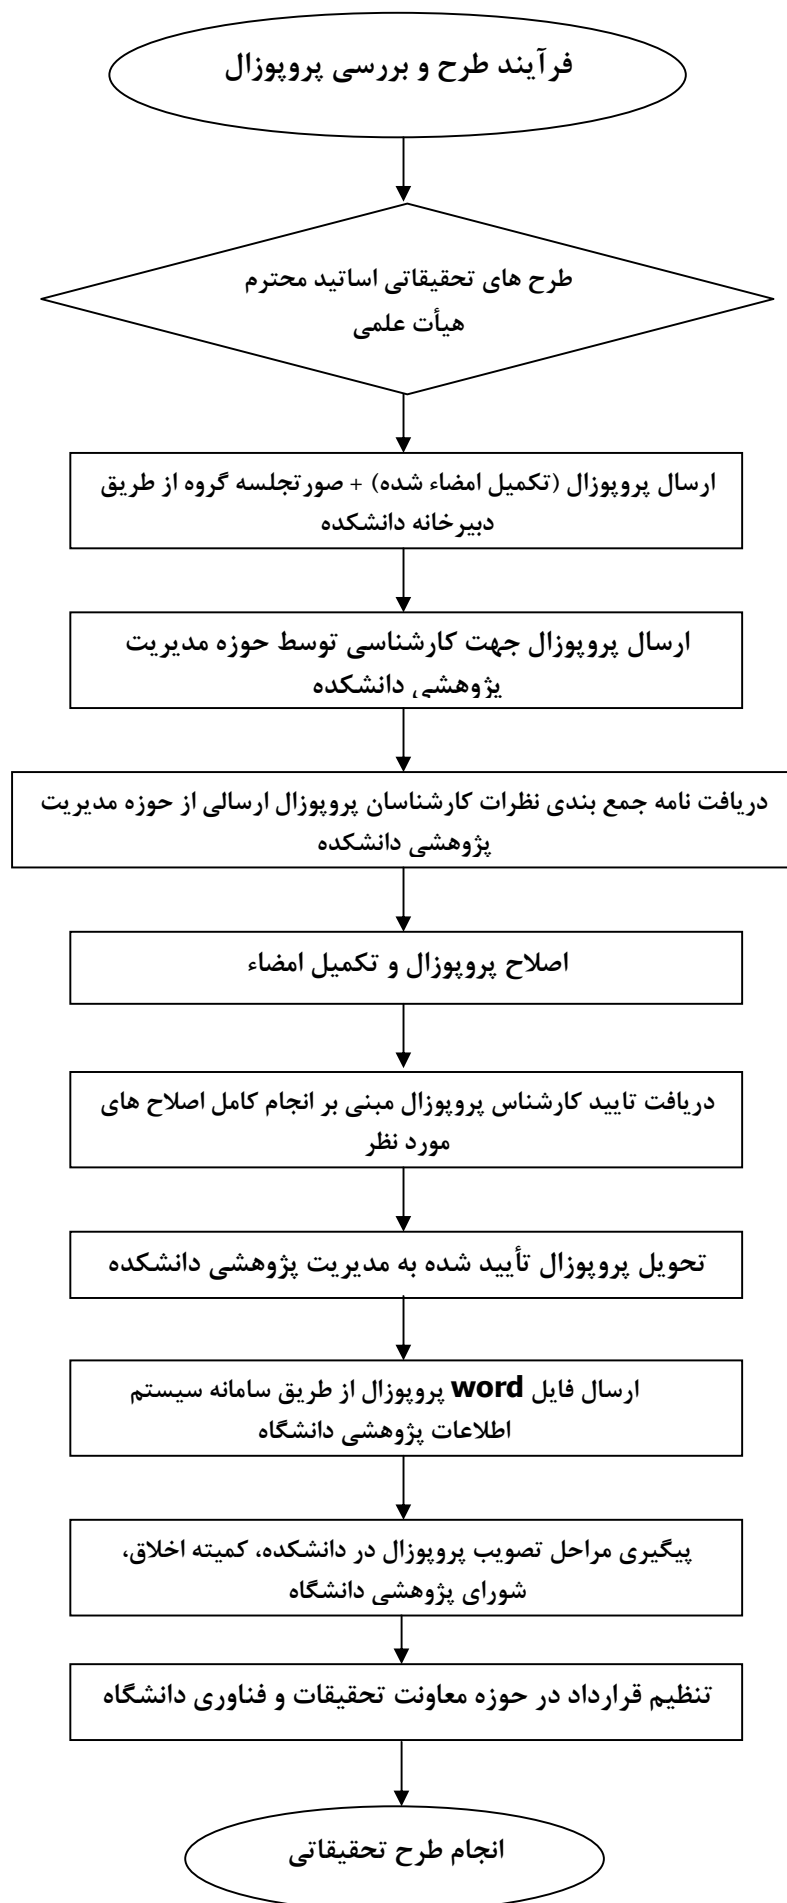 فرآیند طرح و بررسی پروپوزال
طرح های تحقیقاتی اساتید محترم
هیأت علمی
ارسال پروپوزال (تکمیل امضاء شده) + صورتجلسه گروه از طریق
دبیرخانه دانشکده
ارسال پروپوزال جهت کارشناسی توسط حوزه مدیریت
پژوهشی دانشکده
دریافت نامه جمع بندی نظرات کارشناسان پروپوزال ارسالی از حوزه مدیریت
پژوهشی دانشکده
اصلاح پروپوزال و تکمیل امضاء
دریافت تایید کارشناس پروپوزال مبنی بر انجام کامل اصلاح های
مورد نظر
تحویل پروپوزال تأیید شده به مدیریت پژوهشی دانشکده
ارسال فایل word پروپوزال از طریق سامانه سیستم
اطلاعات پژوهشی دانشگاه
پیگیری مراحل تصویب پروپوزال در دانشکده، کمیته اخلاق،
شورای پژوهشی دانشگاه
تنظیم قرارداد در حوزه معاونت تحقیقات و فناوری دانشگاه
انجام طرح تحقیقاتی